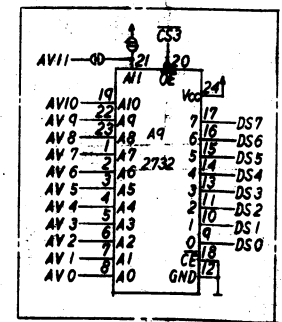 CS3
AV11 21 20
A11 OE
Vcc 24
AV10 19 A10
AV9 22 A9 A9 7 17 DS7
AV8 23 A8 6 16 DS6
AV7 1 A7 2732 5 15 DS5
AV6 2 A6 4 14 DS4
AV5 3 A5 3 13 DS3
AV4 4 A4 2 11 DS2
AV3 5 A3 1 10 DS1
AV2 6 A2 0 9 DS0
AV1 7 A1 CE 18
AV0 8 A0 GND 12